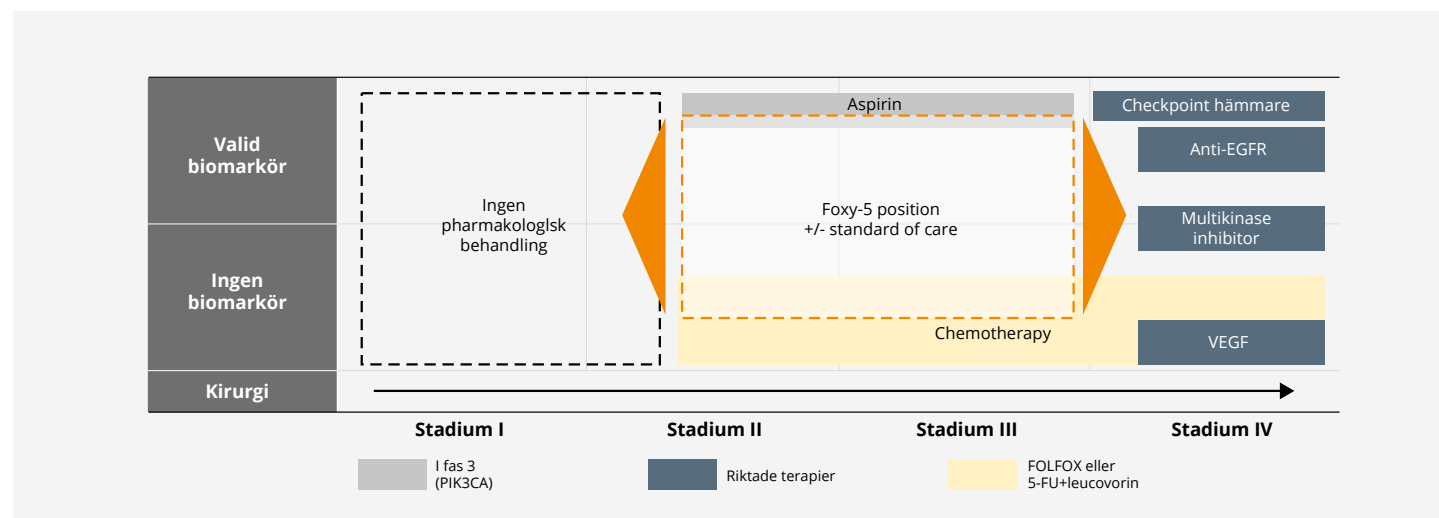 Valid
biomarkör
Ingen
biomarkör
Kirurgi
Ingen
pharmakologlsk
behandling
Aspirin
Foxy-5 position
+/- standard of care
Chemotherapy
Checkpoint hämmare
Anti-EGFR
Multikinase
inhibitor
VEGF
Stadium I
Stadium II
Stadium III
Stadium IV
I fas 3
(PIK3CA)
Riktade terapier
FOLFOX eller
5-FU+leucovorin